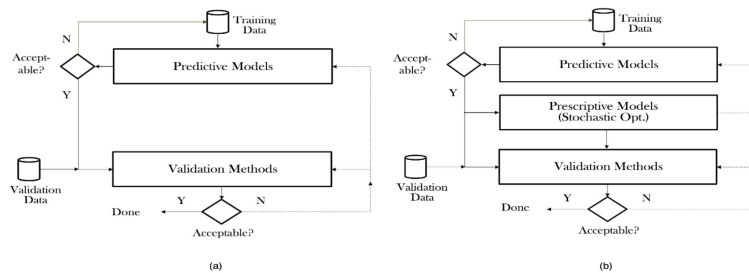 N
Training
Data
Accept-
able?
Predictive Models
Y
Validation
Data
Validation Methods
Y
N
Done
Acceptable?
(a)
N
Training
Data
Accept-
able?
Predictive Models
Y
Prescriptive Models
(Stochastic Opt.)
Validation
Data
Validation Methods
Y
N
Done
Acceptable?
(b)